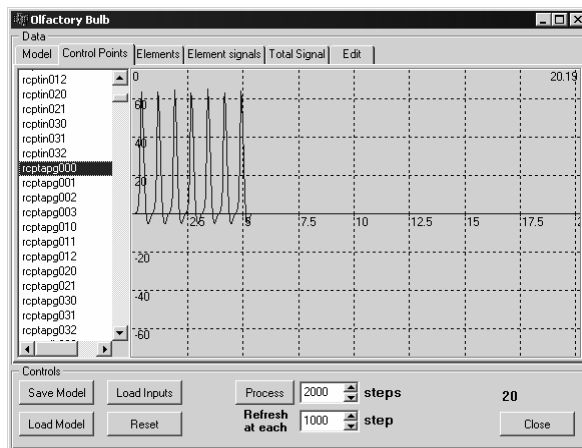 Olfactory Bulb
Data
Model Control Points Elements Element signals Total Signal Edit
rcptin012
rcptin020
rcptin021
rcptin030
rcptin031
rcptin032
rcptapg000
rcptapg001
rcptapg002
rcptapg003
rcptapg010
rcptapg011
rcptapg012
rcptapg020
rcptapg021
rcptapg030
rcptapg031
rcptapg032
0 20.19
60
40
20
2.5 5 7.5 10 12.5 15 17.5 2
-20
-40
-60
Controls
Save Model Load Inputs Process 2000 steps 20
Load Model Reset Refresh at each 1000 step Close